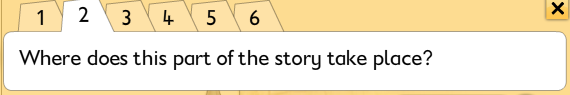 1 2 3 4 5 6
Where does this part of the story take place?